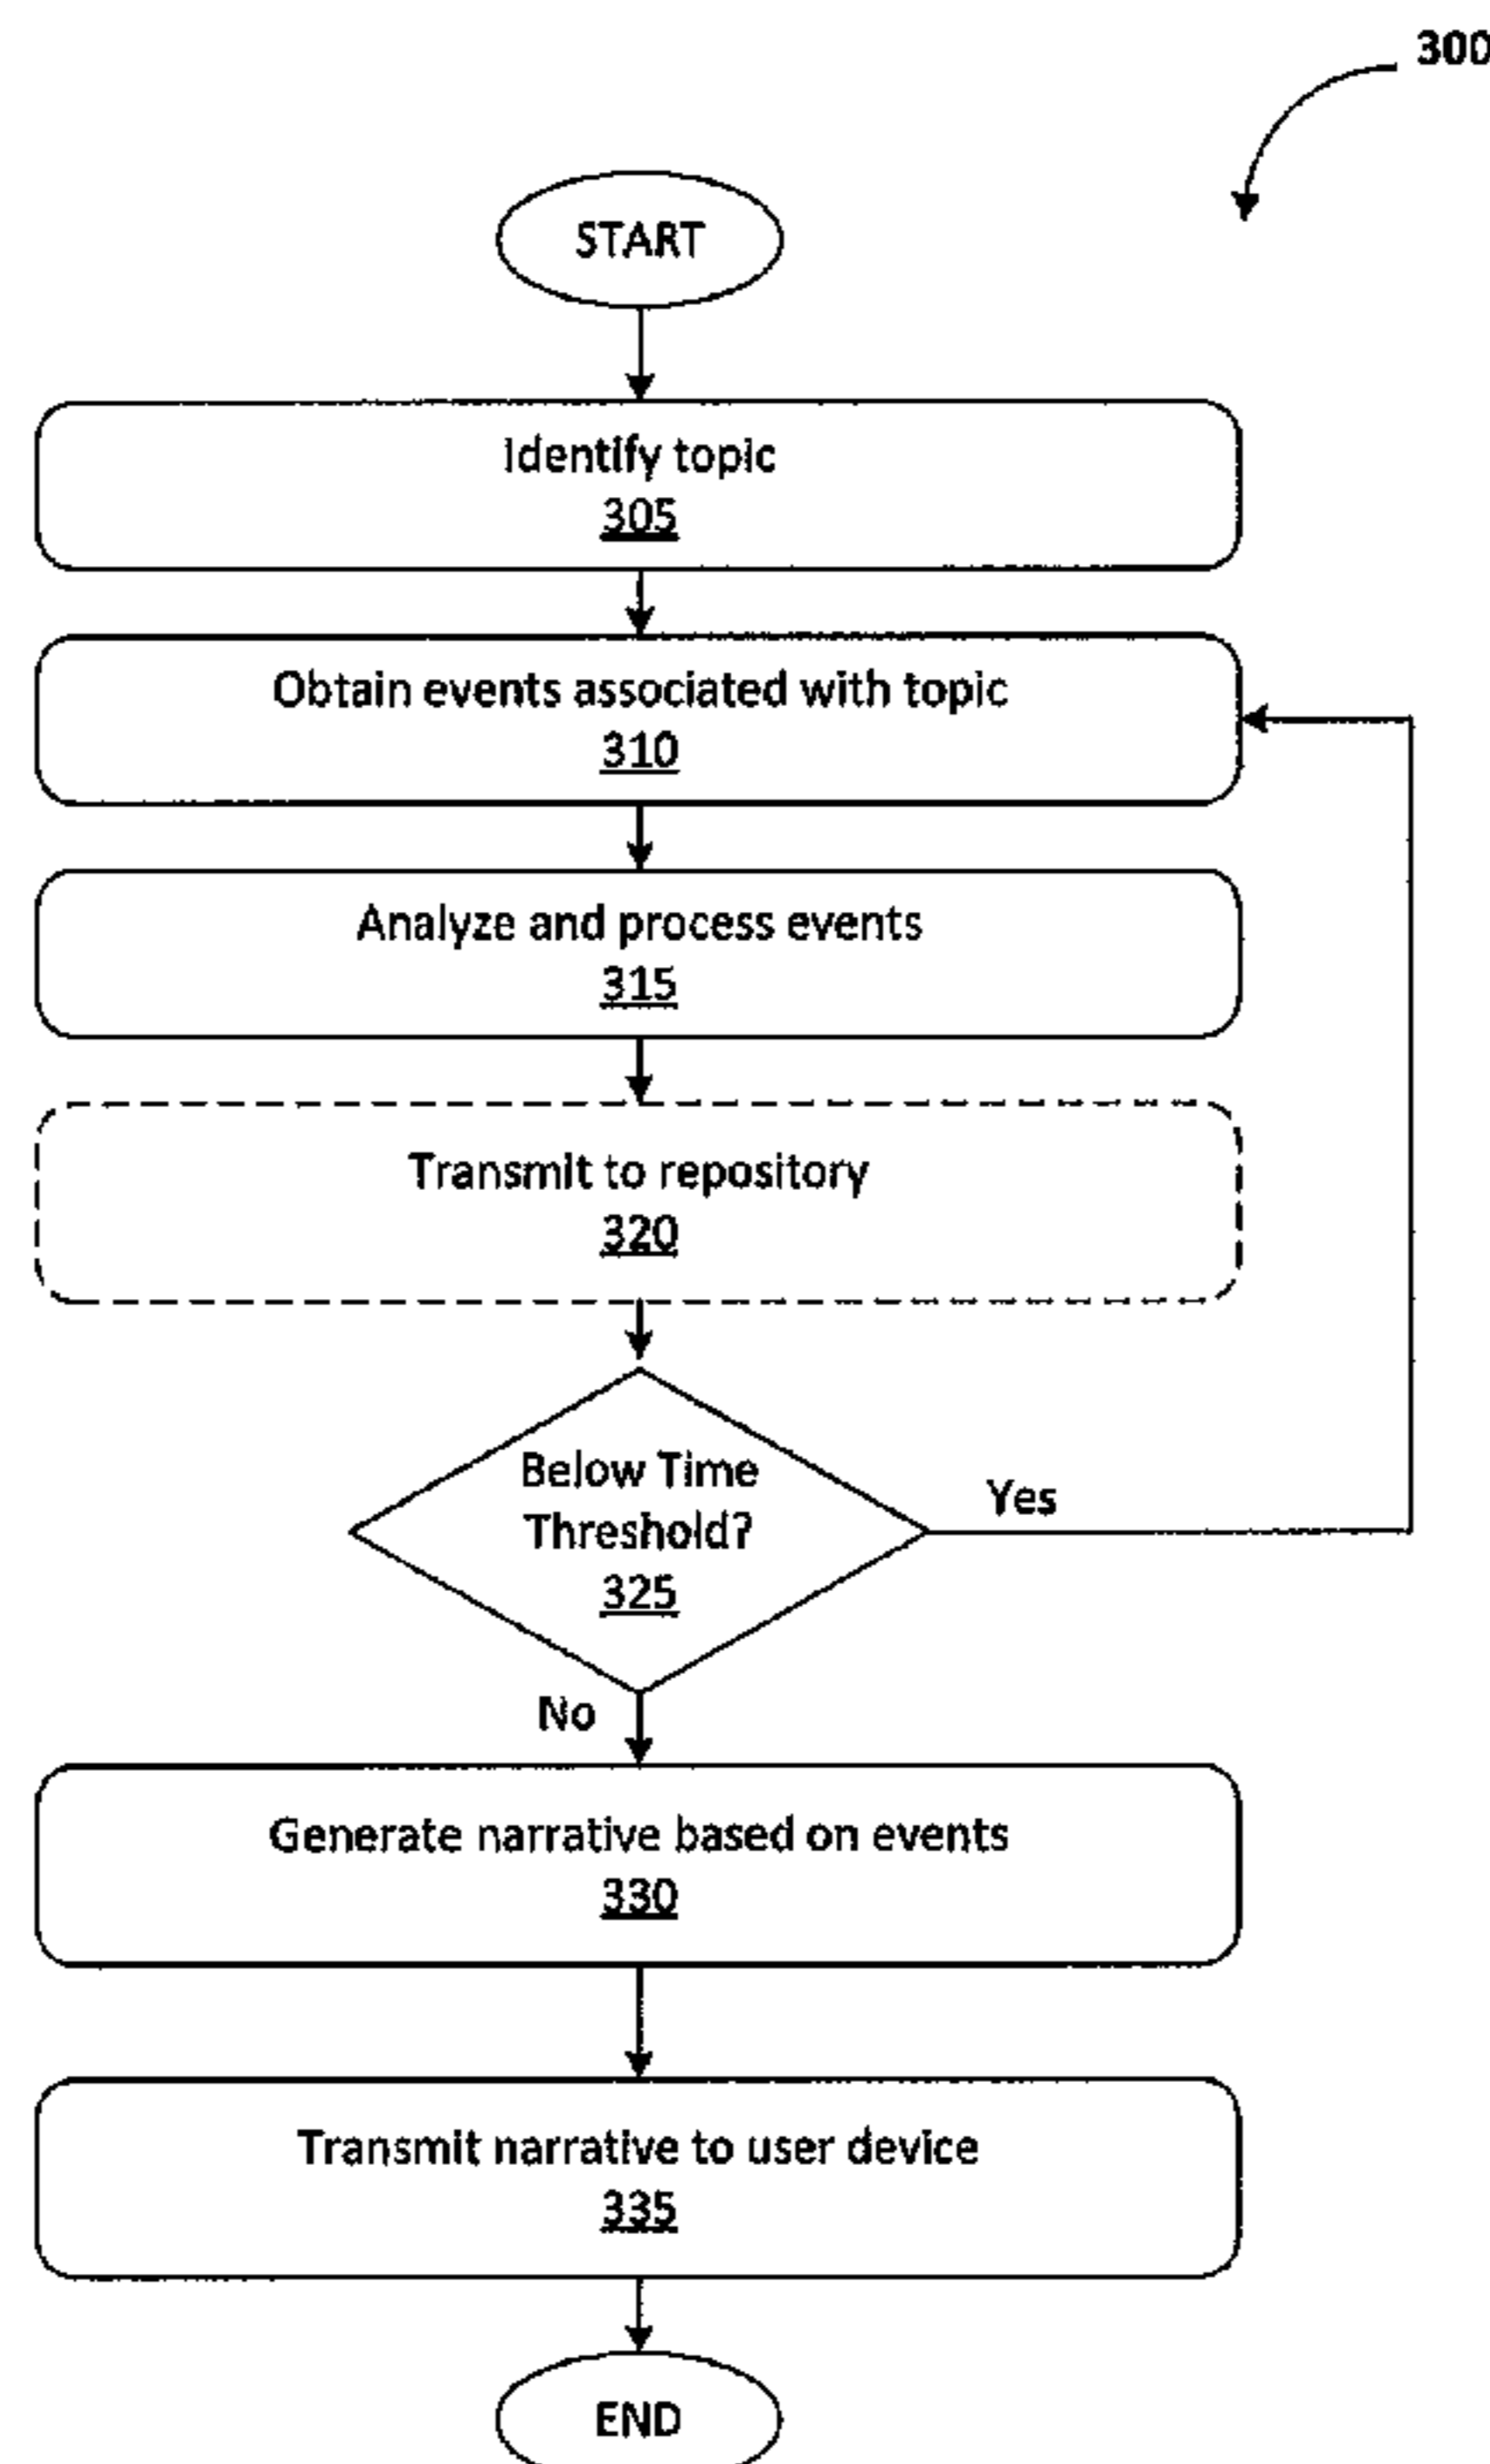 300
START
Identify topic
305
Obtain events associated with topic
310
Analyze and process events
315
Transmit to repository
320
Below Time
Threshold?
325
Yes
No
Generate narrative based on events
330
Transmit narrative to user device
335
END